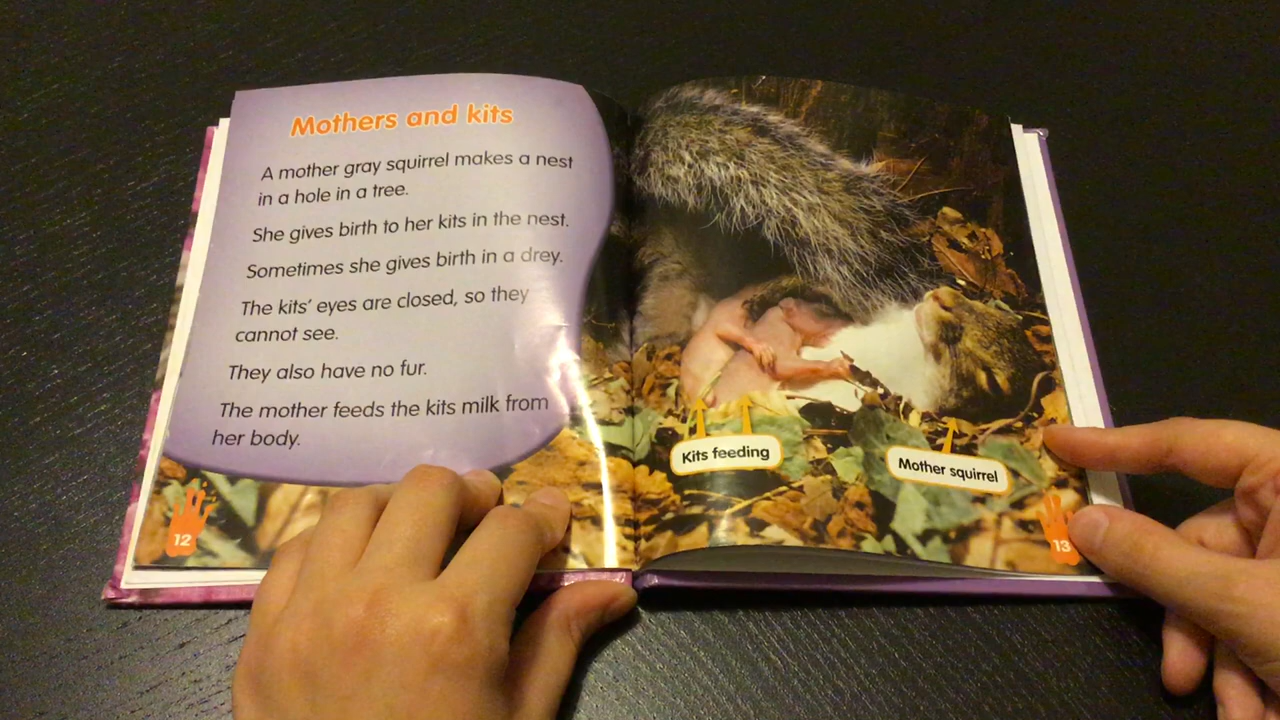 Mothers and kits
A mother gray squirrel makes a nest
in a hole in a tree.
She gives birth to her kits in the nest.
Sometimes she gives birth in a drey.
The kits' eyes are closed, so they
cannot see.
They also have no fur.
The mother feeds the kits milk from
her body.
12
Kits feeding
Mother squirrel
13